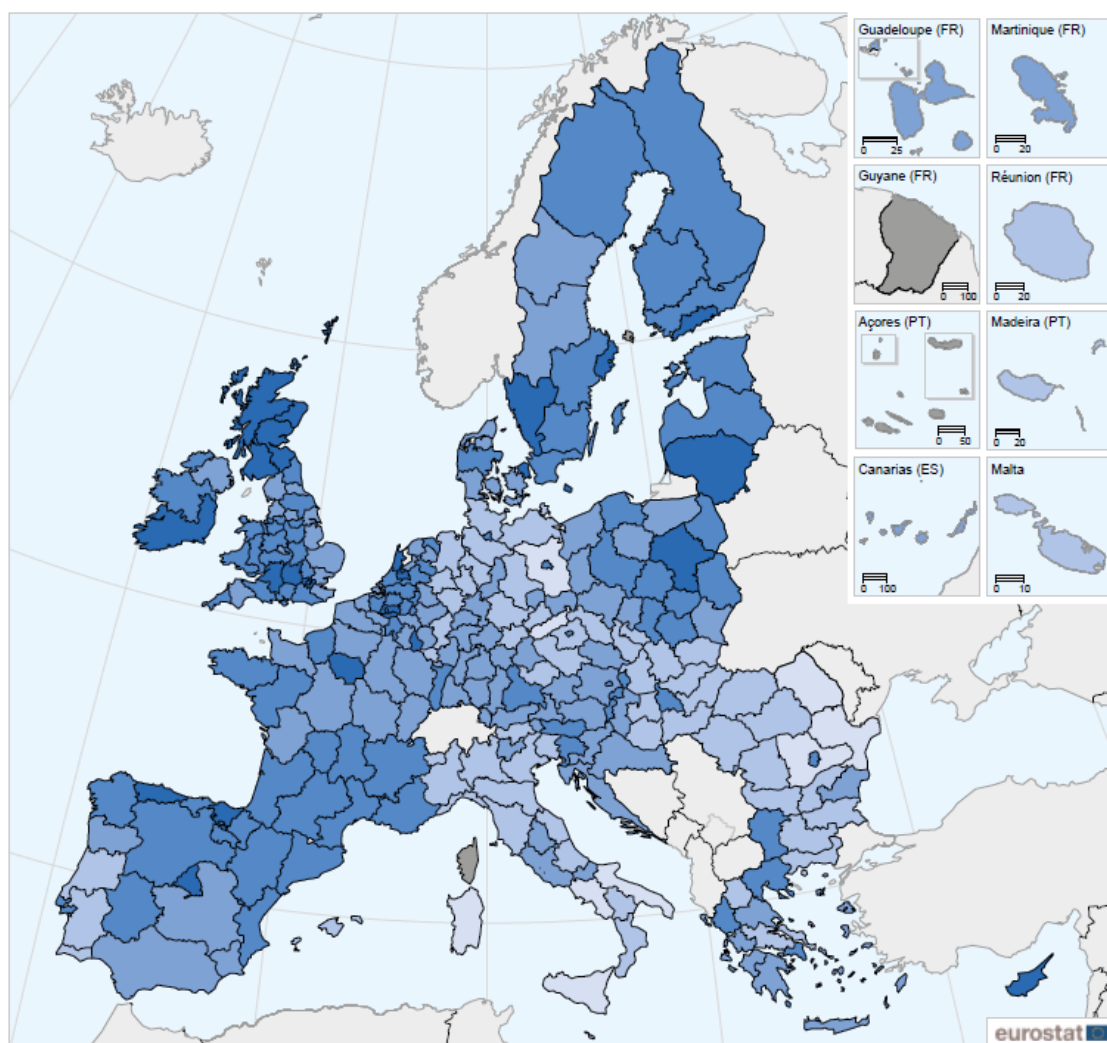 Guadeloupe (FR)
Martinique (FR)
0 25
0 20
Guyane (FR)
Réunion (FR)
0 100
0 20
Açores (PT)
Madeira (PT)
0 50
0 20
Canarias (ES)
Malta
0 100
0 10
eurostat